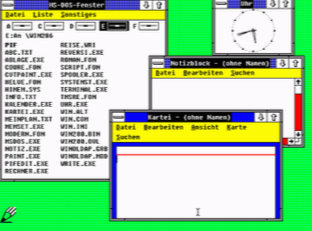 MS-DOS-Fenster
Datei Liste Sonstiges
A C D E F
E:An \WIN286
PIF
ABC.TXT
ABLAGE.EXE
COURE.FON
CUTPAINT.EXE
HELVE.FON
HIMEM.SYS
INFO.TXT
KALENDER.EXE
KARTEI.EXE
MEINPLAN.TXT
MEMSET.EXE
MODERN.FON
MSDOS.EXE
NOTIZ.EXE
PAINT.EXE
PIFEDIT.EXE
RECHNER.EXE
REISE.WRI
REVERSI.EXE
ROMAN.FON
SCRIPT.FON
SPOOLER.EXE
SYSTEMST.EXE
TERMINAL.EXE
TMSRE.FON
UHR.EXE
WIN.ALT
WIN.COM
WIN.INI
WIN200.BIN
WIN200.OVL
WINOLDAP.GRB
WINOLDAP.MOD
WRITE.EXE
Uhr
Notizblock - (ohne Namen)
Datei Bearbeiten Suchen
Kartei - (ohne Namen)
Datei Bearbeiten Ansicht Karte
Suchen